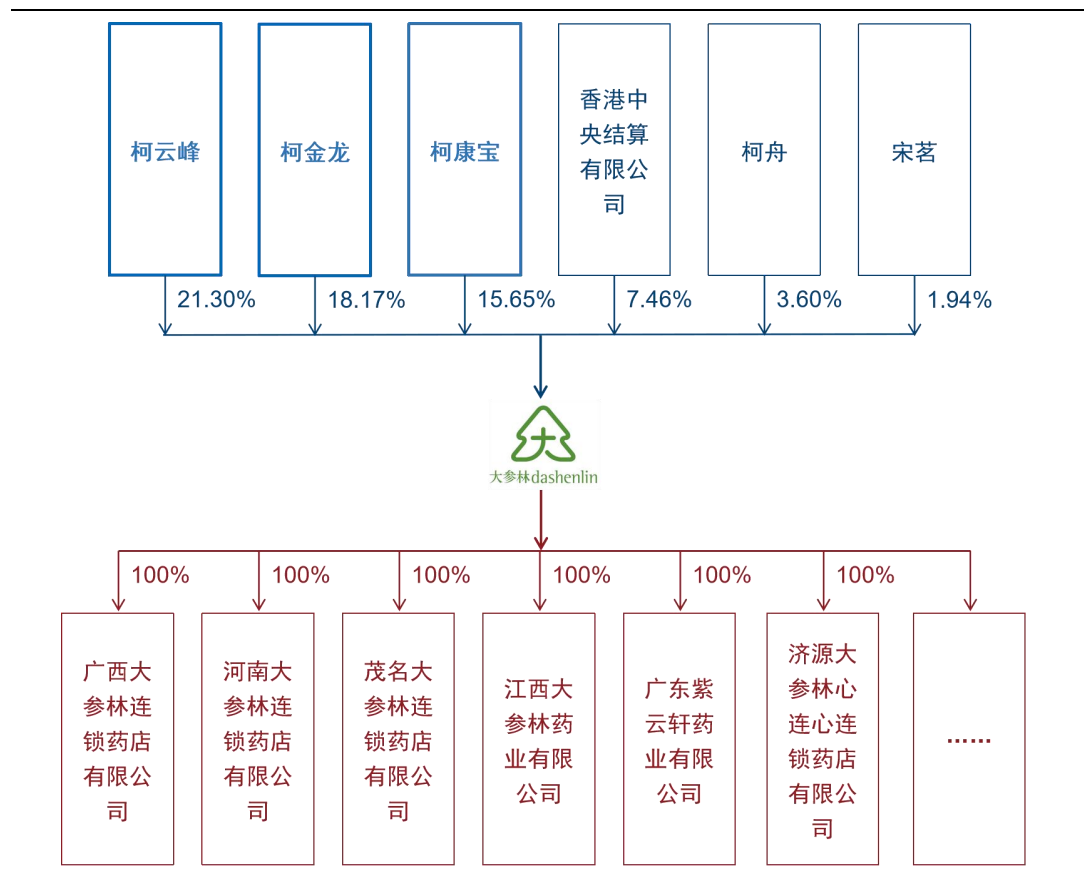 柯云峰
柯金龙
柯康宝
香港中
央结算
有限公
司
柯舟
宋茗
21.30%
18.17%
15.65%
7.46%
3.60%
1.94%
大参林dashenlin
100%
100%
100%
100%
100%
100%
广西大
参林连
锁药店
有限公
司
河南大
参林连
锁药店
有限公
司
茂名大
参林连
锁药店
有限公
司
江西大
参林药
业有限
公司
广东紫
云轩药
业有限
公司
济源大
参林心
连心连
锁药店
有限公
司
……